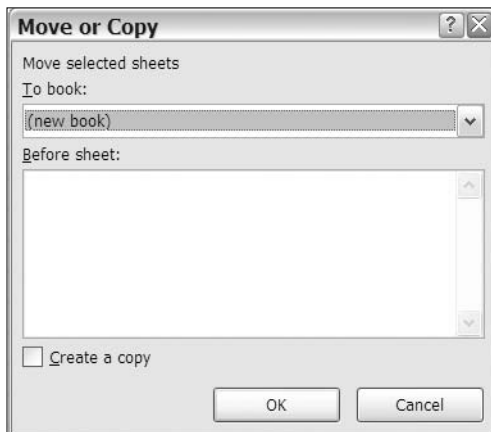 Move or Copy
Move selected sheets
To book:
(new book)
Before sheet:
Create a copy
OK Cancel